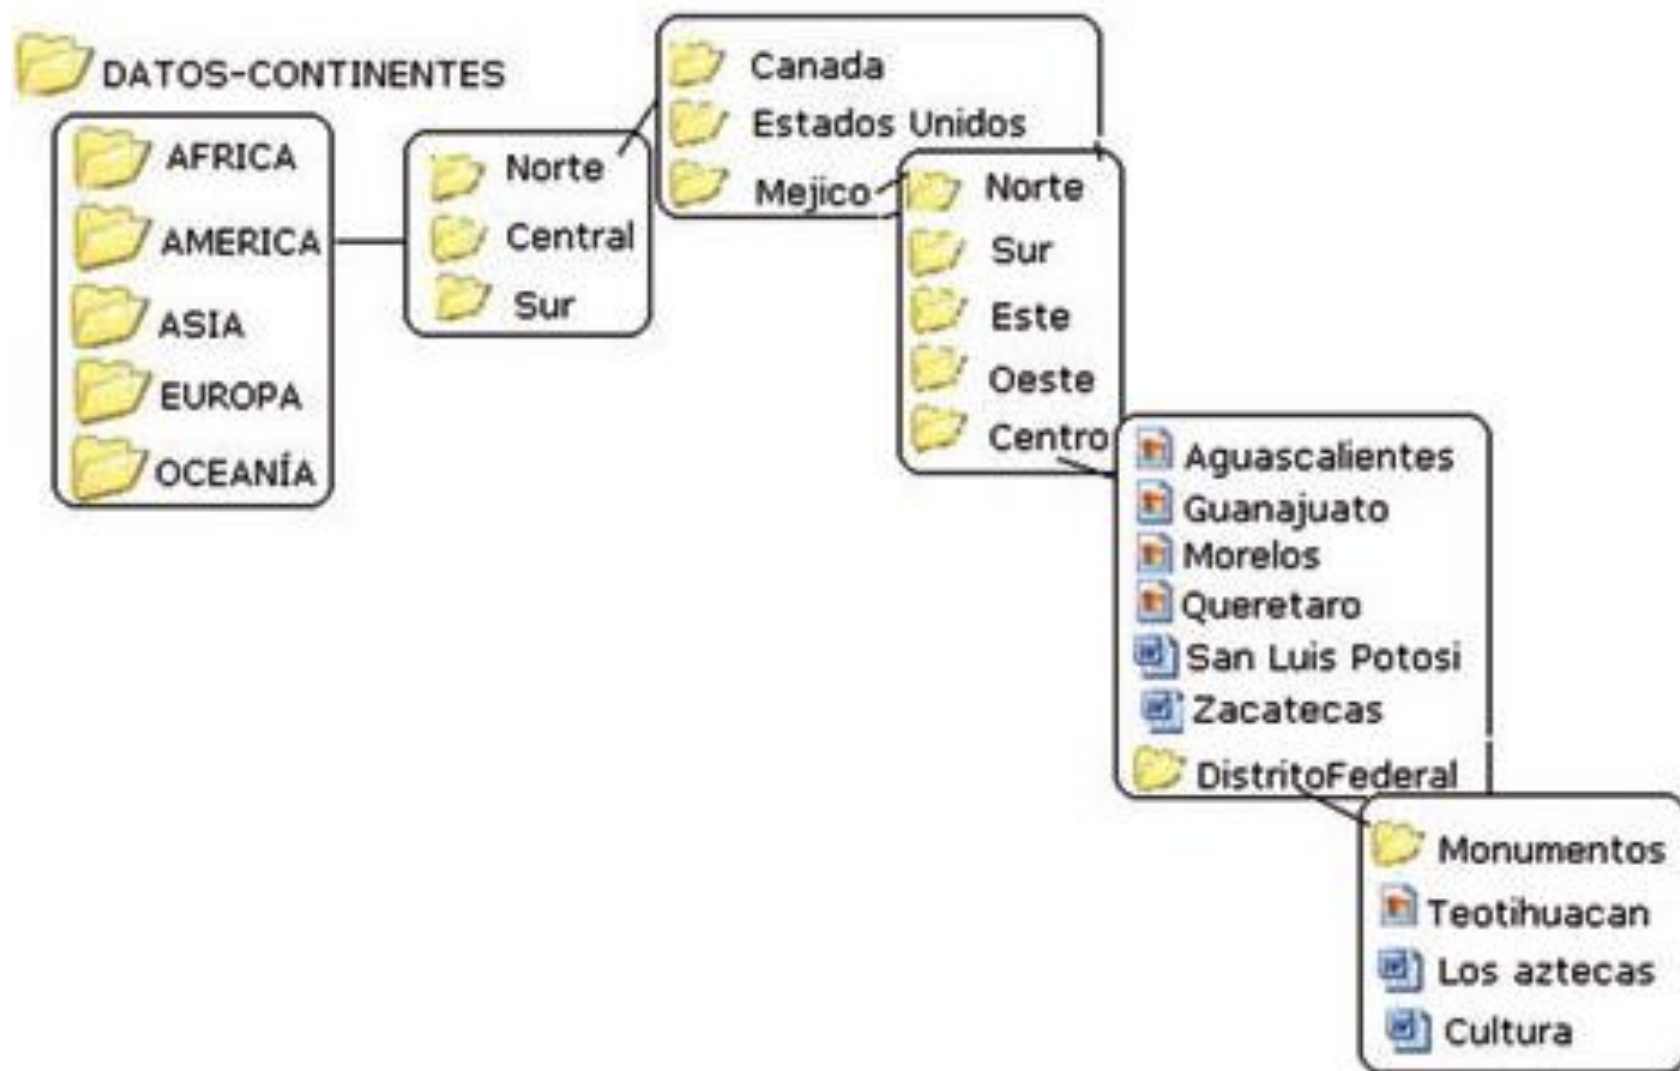 DATOS-CONTINENTES
AFRICA
AMERICA
ASIA
EUROPA
OCEANÍA
Norte
Central
Sur
Canada
Estados Unidos
Mejico
Norte
Sur
Este
Oeste
Centro
Aguascalientes
Guanajuato
Morelos
Queretaro
San Luis Potosi
Zacatecas
DistritoFederal
Monumentos
Teotihuacan
Los aztecas
Cultura